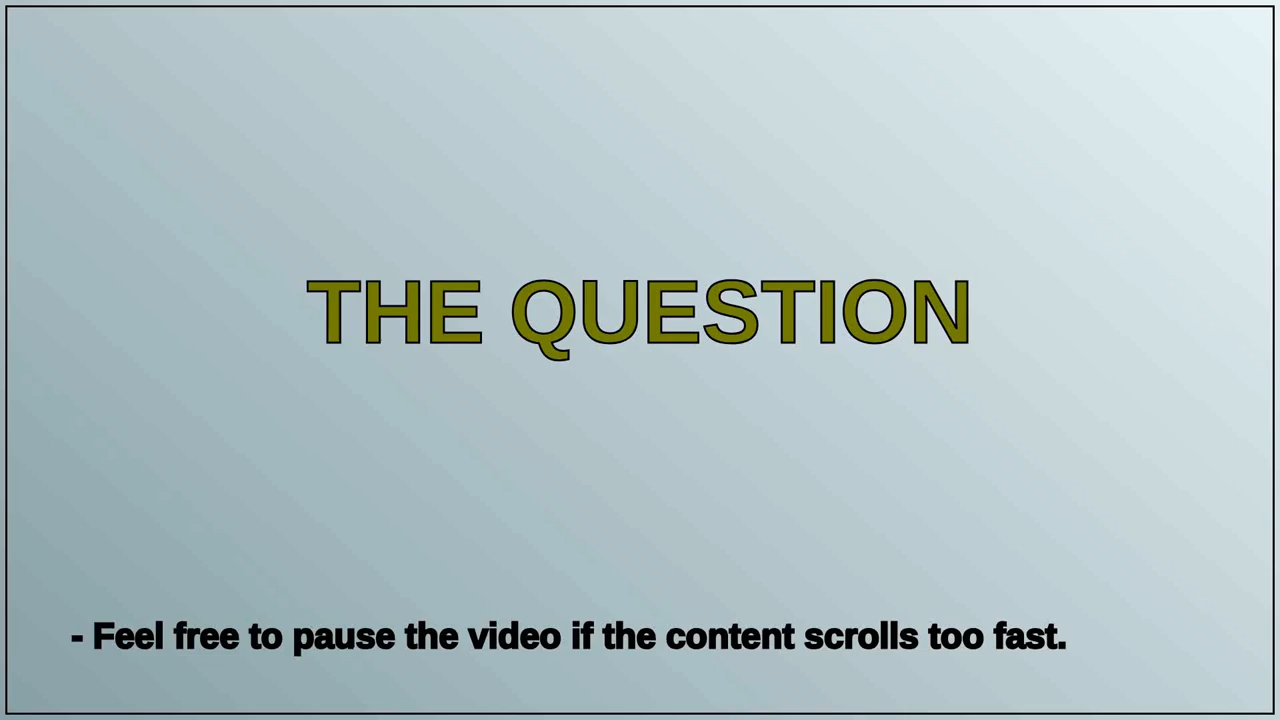 THE QUESTION
- Feel free to pause the video if the content scrolls too fast.